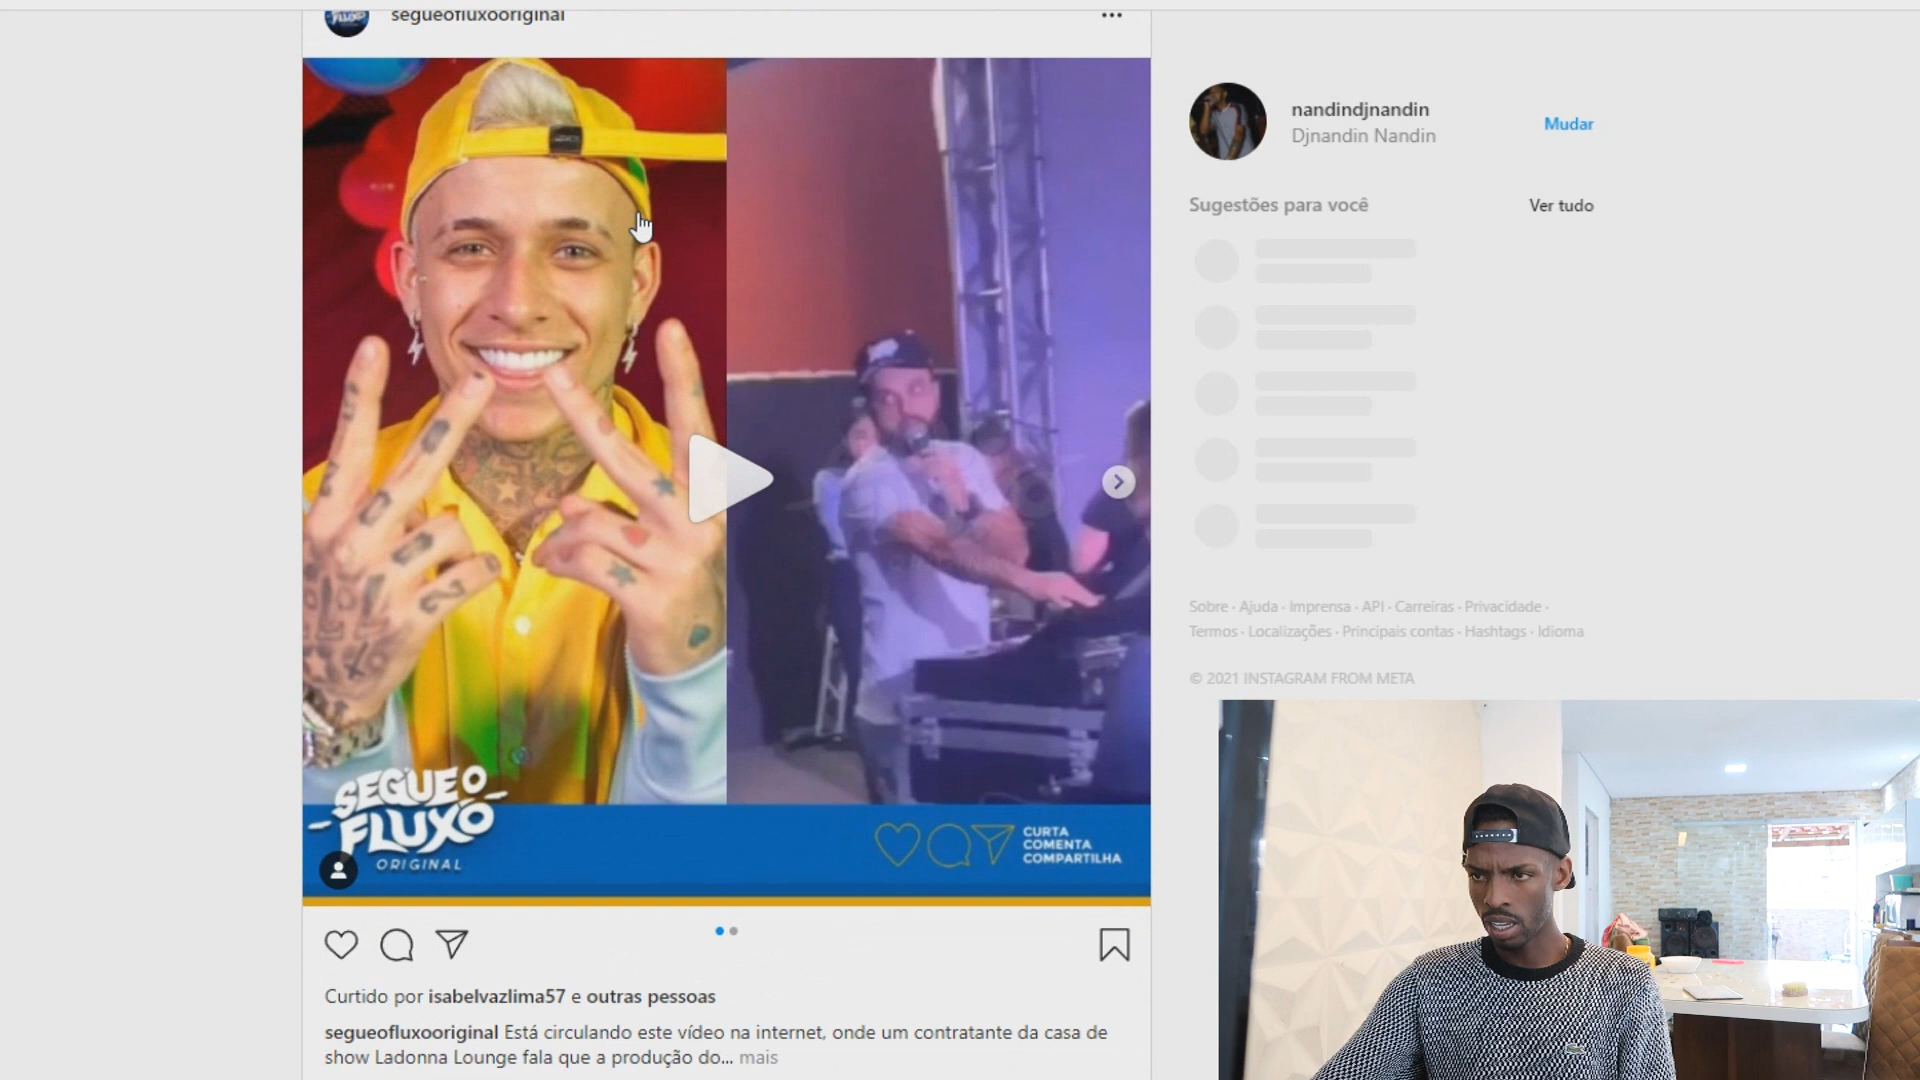 segueofluxooriginal
nandindjnandin
Djnandin Nandin
Mudar
Sugestões para você
Ver tudo
Sobre · Ajuda · Imprensa · API · Carreiras · Privacidade ·
Termos · Localizações · Principais contas · Hashtags · Idioma
© 2021 INSTAGRAM FROM META
SEGUE O
FLUXO
ORIGINAL
CURTA
COMENTA
COMPARTILHA
Curtido por isabelvazlima57 e outras pessoas
segueofluxooriginal Está circulando este vídeo na internet, onde um contratante da casa de
show Ladonna Lounge fala que a produção do... mais